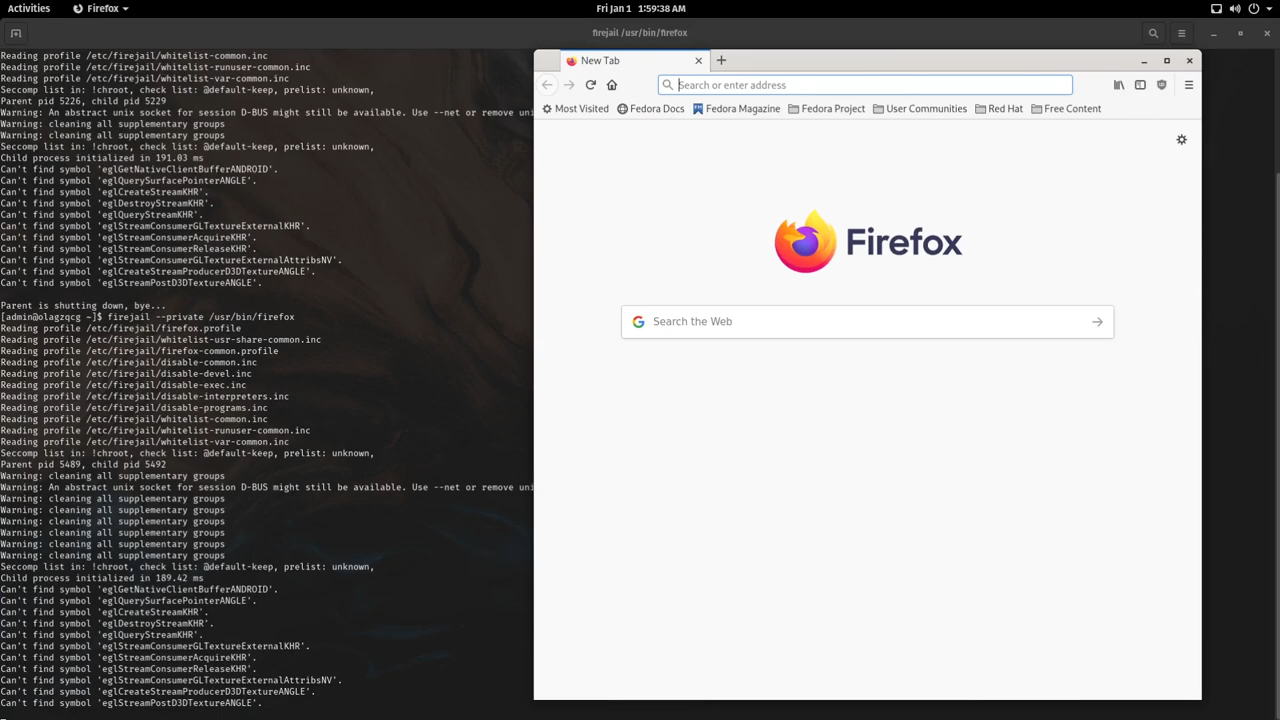 Activities
Firefox
Fri Jan 1 1:59:38 AM
firejail /usr/bin/firefox
Reading profile /etc/firejail/whitelist-common.inc
Reading profile /etc/firejail/whitelist-runuser-common.inc
Reading profile /etc/firejail/whitelist-var-common.inc
Seccomp list in: !chroot, check list: @default-keep, prelist: unknown,
Parent pid 5226, child pid 5229
Warning: An abstract unix socket for session D-BUS might still be available. Use --net or remove uni
Warning: cleaning all supplementary groups
Warning: cleaning all supplementary groups
Seccomp list in: !chroot, check list: @default-keep, prelist: unknown,
Child process initialized in 191.03 ms
Can't find symbol 'eglGetNativeClientBufferANDROID'.
Can't find symbol 'eglQuerySurfacePointerANGLE'.
Can't find symbol 'eglCreateStreamKHR'.
Can't find symbol 'eglDestroyStreamKHR'.
Can't find symbol 'eglQueryStreamKHR'.
Can't find symbol 'eglStreamConsumerGLTextureExternalKHR'.
Can't find symbol 'eglStreamConsumerAcquireKHR'.
Can't find symbol 'eglStreamConsumerReleaseKHR'.
Can't find symbol 'eglStreamConsumerGLTextureExternalAttribsNV'.
Can't find symbol 'eglCreateStreamProducerD3DTextureANGLE'.
Can't find symbol 'eglStreamPostD3DTextureANGLE'.
Parent is shutting down, bye...
[admin@olagzqcg ~]$ firejail --private /usr/bin/firefox
Reading profile /etc/firejail/firefox.profile
Reading profile /etc/firejail/whitelist-usr-share-common.inc
Reading profile /etc/firejail/firefox-common.profile
Reading profile /etc/firejail/disable-common.inc
Reading profile /etc/firejail/disable-devel.inc
Reading profile /etc/firejail/disable-exec.inc
Reading profile /etc/firejail/disable-interpreters.inc
Reading profile /etc/firejail/disable-programs.inc
Reading profile /etc/firejail/whitelist-common.inc
Reading profile /etc/firejail/whitelist-runuser-common.inc
Reading profile /etc/firejail/whitelist-var-common.inc
Seccomp list in: !chroot, check list: @default-keep, prelist: unknown,
Parent pid 5489, child pid 5492
Warning: cleaning all supplementary groups
Warning: An abstract unix socket for session D-BUS might still be available. Use --net or remove uni
Warning: cleaning all supplementary groups
Warning: cleaning all supplementary groups
Warning: cleaning all supplementary groups
Warning: cleaning all supplementary groups
Warning: cleaning all supplementary groups
Warning: cleaning all supplementary groups
Seccomp list in: !chroot, check list: @default-keep, prelist: unknown,
Child process initialized in 189.42 ms
Can't find symbol 'eglGetNativeClientBufferANDROID'.
Can't find symbol 'eglQuerySurfacePointerANGLE'.
Can't find symbol 'eglCreateStreamKHR'.
Can't find symbol 'eglDestroyStreamKHR'.
Can't find symbol 'eglQueryStreamKHR'.
Can't find symbol 'eglStreamConsumerGLTextureExternalKHR'.
Can't find symbol 'eglStreamConsumerAcquireKHR'.
Can't find symbol 'eglStreamConsumerReleaseKHR'.
Can't find symbol 'eglStreamConsumerGLTextureExternalAttribsNV'.
Can't find symbol 'eglCreateStreamProducerD3DTextureANGLE'.
Can't find symbol 'eglStreamPostD3DTextureANGLE'.
New Tab
Search or enter address
Most Visited Fedora Docs Fedora Magazine Fedora Project User Communities Red Hat Free Content
Firefox
Search the Web